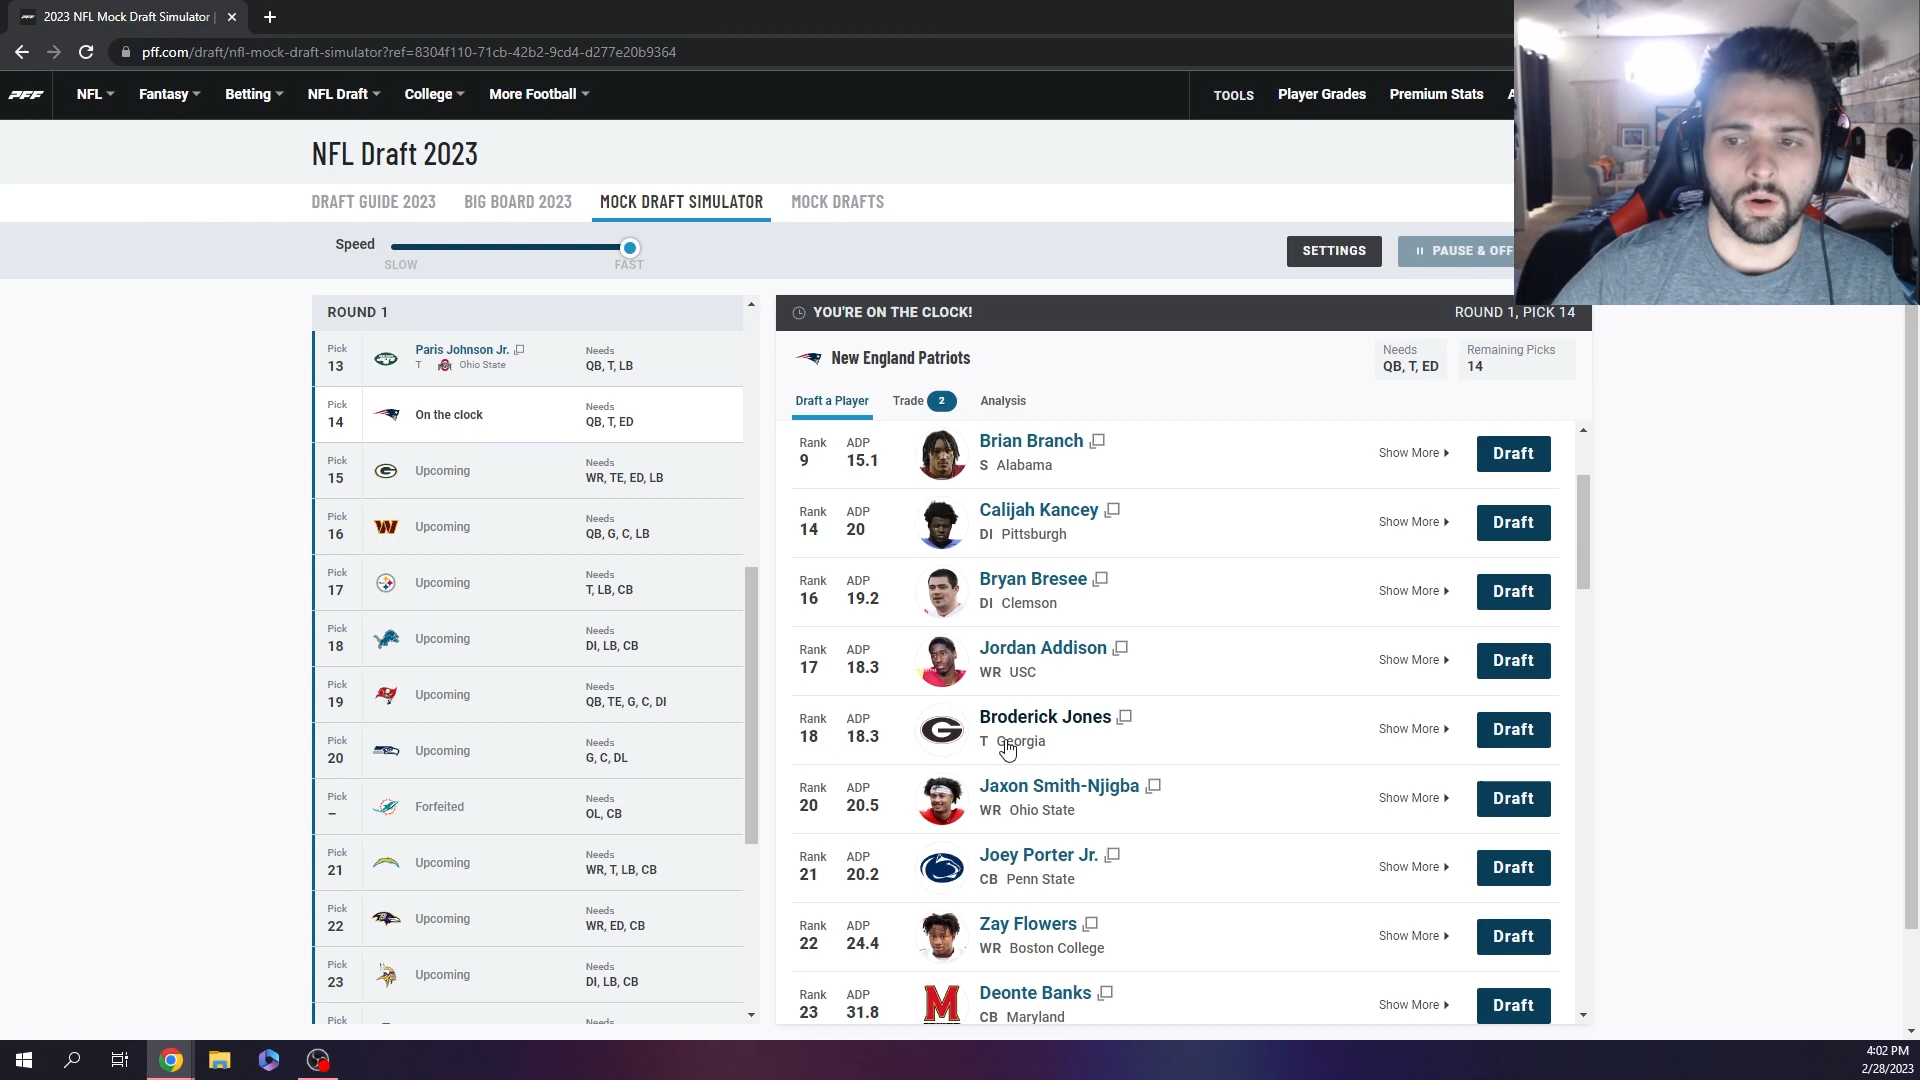 PFF 2023 NFL Mock Draft Simulator |
pff.com/draft/nfl-mock-draft-simulator?ref=8304f110-71cb-42b2-9cd4-d277e20b9364
PFF NFL Fantasy Betting NFL Draft College More Football TOOLS Player Grades Premium Stats A
NFL Draft 2023
DRAFT GUIDE 2023 BIG BOARD 2023 MOCK DRAFT SIMULATOR MOCK DRAFTS
Speed
SLOW FAST
SETTINGS PAUSE & OFF
ROUND 1
Pick 13 Paris Johnson Jr. Needs
T Ohio State QB, T, LB
Pick 14 On the clock Needs
QB, T, ED
Pick 15 Upcoming Needs
WR, TE, ED, LB
Pick 16 Upcoming Needs
QB, G, C, LB
Pick 17 Upcoming Needs
T, LB, CB
Pick 18 Upcoming Needs
DI, LB, CB
Pick 19 Upcoming Needs
QB, TE, G, C, DI
Pick 20 Upcoming Needs
G, C, DL
Pick – Forfeited Needs
OL, CB
Pick 21 Upcoming Needs
WR, T, LB, CB
Pick 22 Upcoming Needs
WR, ED, CB
Pick 23 Upcoming Needs
DI, LB, CB
Pick Needs
YOU'RE ON THE CLOCK! ROUND 1, PICK 14
New England Patriots
Needs Remaining Picks
QB, T, ED 14
Draft a Player Trade 2 Analysis
Rank ADP Brian Branch Show More Draft
9 15.1 S Alabama
Rank ADP Calijah Kancey Show More Draft
14 20 DI Pittsburgh
Rank ADP Bryan Bresee Show More Draft
16 19.2 DI Clemson
Rank ADP Jordan Addison Show More Draft
17 18.3 WR USC
Rank ADP Broderick Jones Show More Draft
18 18.3 T Georgia
Rank ADP Jaxon Smith-Njigba Show More Draft
20 20.5 WR Ohio State
Rank ADP Joey Porter Jr. Show More Draft
21 20.2 CB Penn State
Rank ADP Zay Flowers Show More Draft
22 24.4 WR Boston College
Rank ADP Deonte Banks Show More Draft
23 31.8 CB Maryland
4:02 PM
2/28/2023